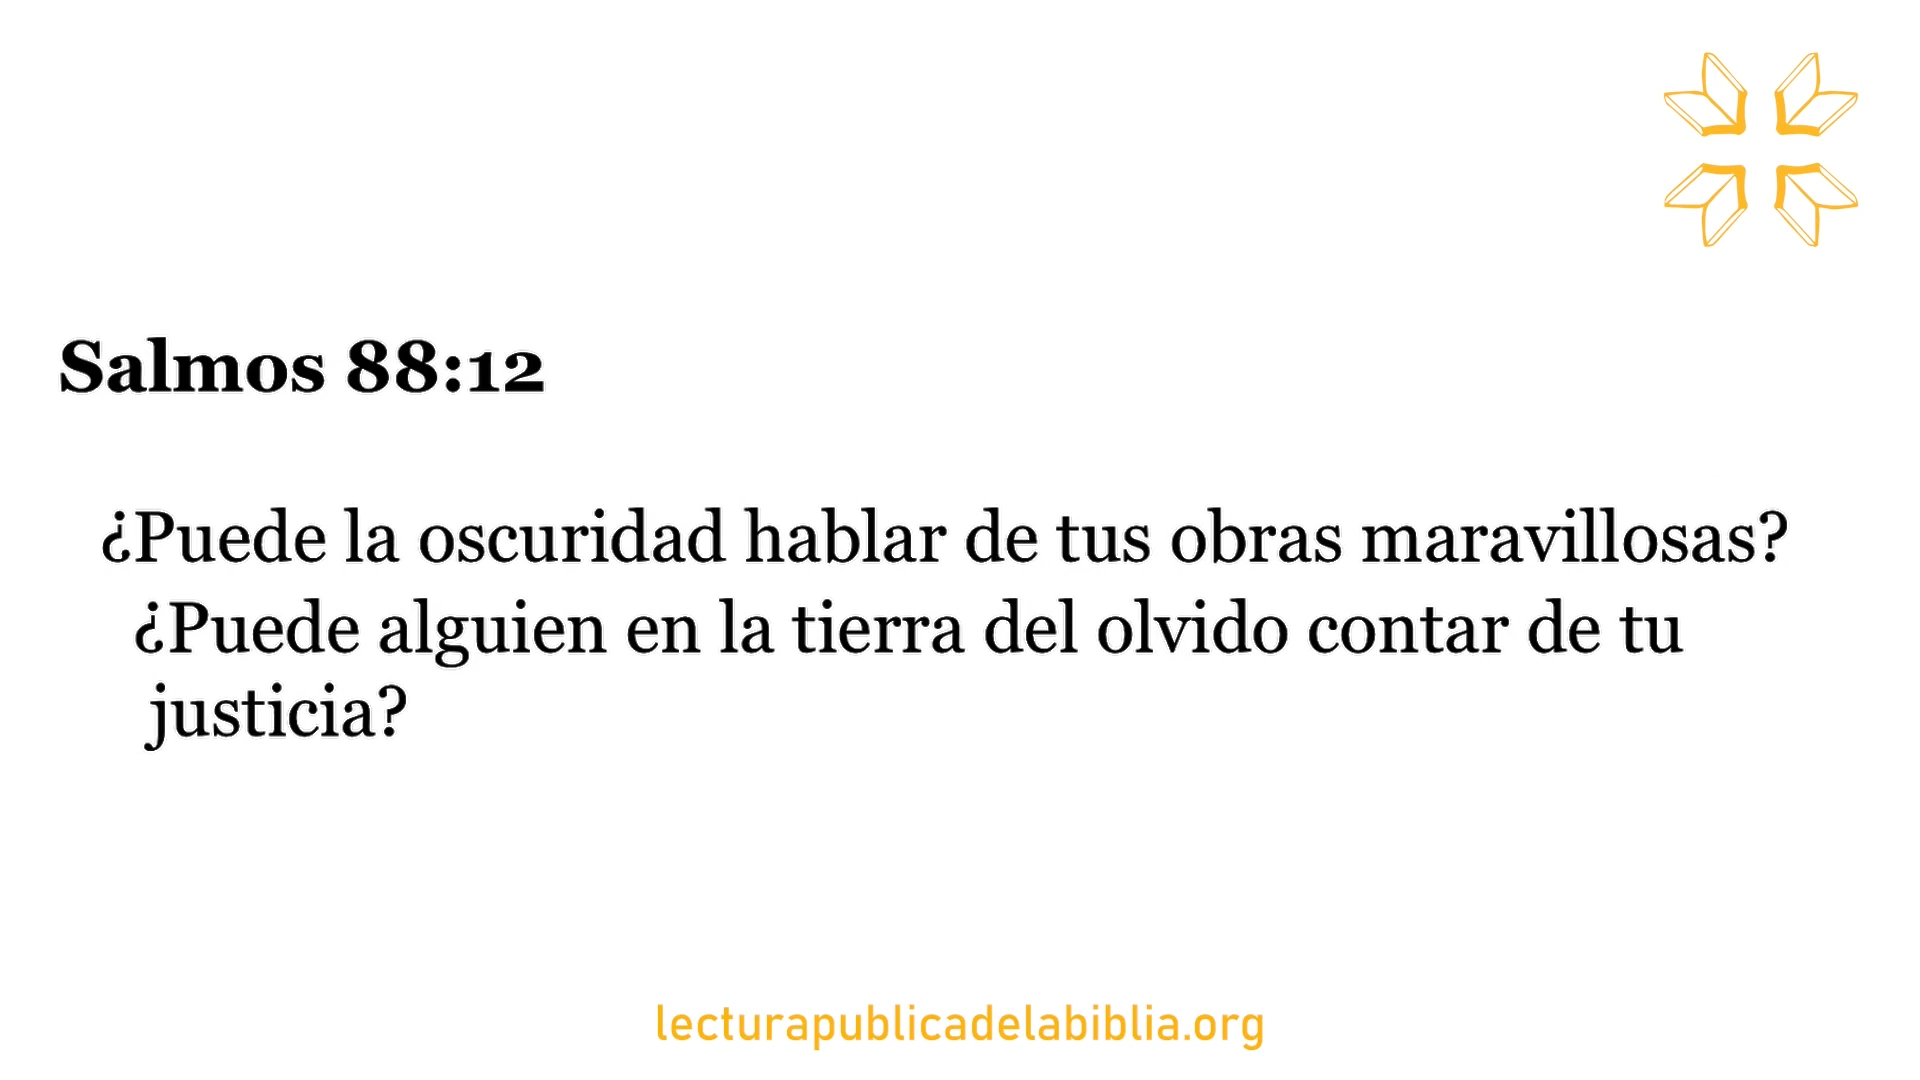 Salmos 88:12
¿Puede la oscuridad hablar de tus obras maravillosas?
¿Puede alguien en la tierra del olvido contar de tu
justicia?
lecturapublicadelabiblia.org